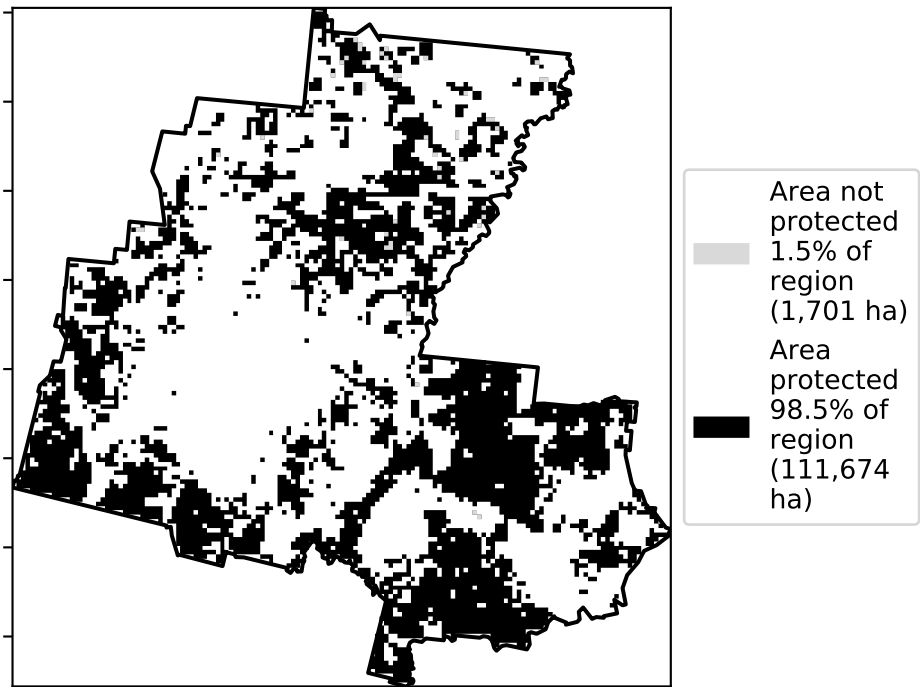 Area not
protected
1.5% of
region
(1,701 ha)
Area
protected
98.5% of
region
(111,674
ha)